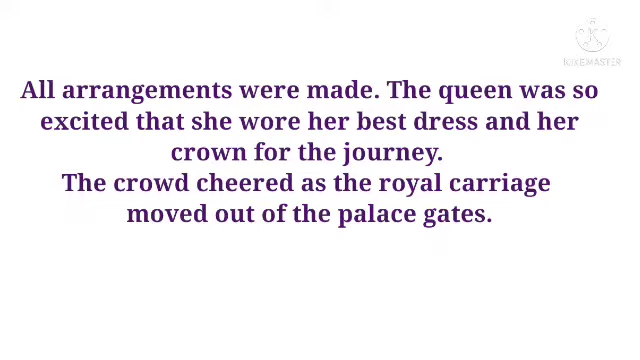 KINEMASTER
All arrangements were made. The queen was so
excited that she wore her best dress and her
crown for the journey.
The crowd cheered as the royal carriage
moved out of the palace gates.